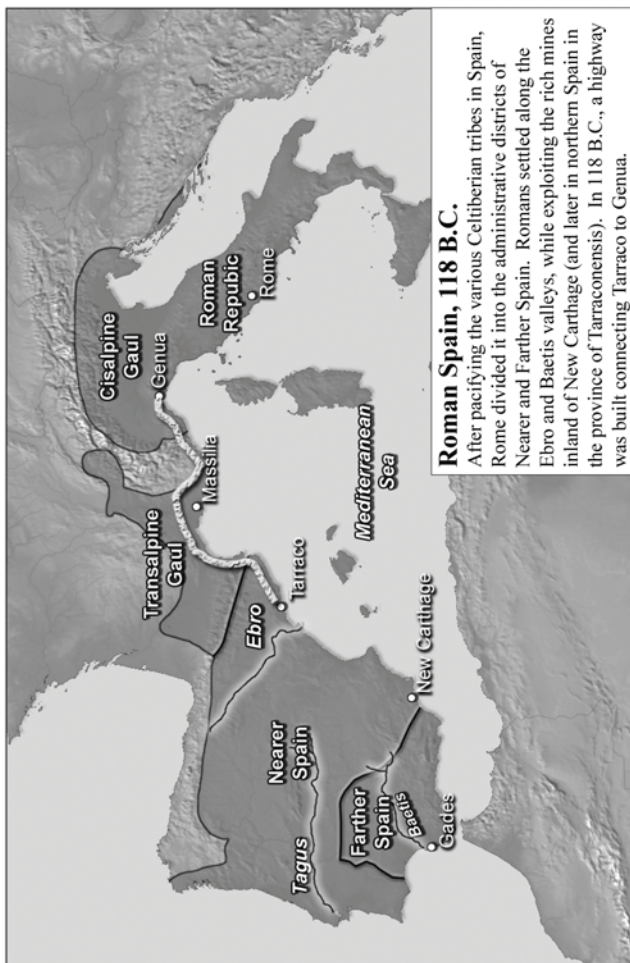 Cisalpine
Gaul
Genua
Transalpine
Gaul
Massilia
Roman
Republic
Rome
Ebro
Tarraco
Mediterranean
Sea
Nearer
Spain
Tagus
New Carthage
Farther
Spain
Baetis
Gades
Roman Spain, 118 B.C.
After pacifying the various Celtiberian tribes in Spain,
Rome divided it into the administrative districts of
Nearer and Farther Spain. Romans settled along the
Ebro and Baetis valleys, while exploiting the rich mines
inland of New Carthage (and later in northern Spain in
the province of Tarraconensis). In 118 B.C., a highway
was built connecting Tarraco to Genua.